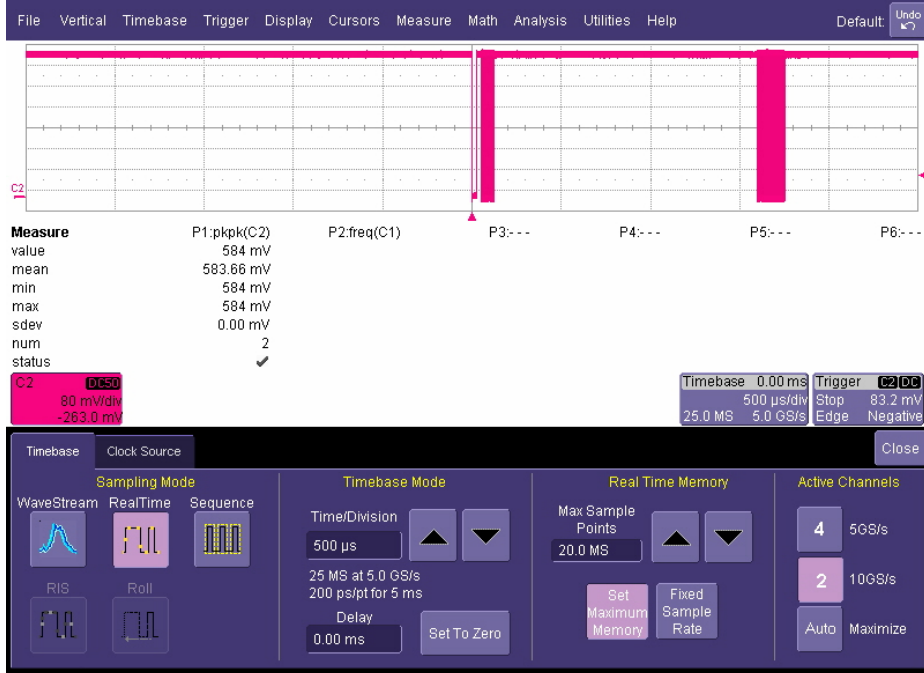 File Vertical Timebase Trigger Display Cursors Measure Math Analysis Utilities Help Default: Undo
C2
Measure P1:pkpk(C2) P2:freq(C1) P3:- - - P4:- - - P5:- - - P6:- - -
value 584 mV
mean 583.66 mV
min 584 mV
max 584 mV
sdev 0.00 mV
num 2
status ✔
C2 DC50
80 mV/div
-263.0 mV
Timebase 0.00 ms
500 µs/div
25.0 MS 5.0 GS/s
Trigger C2 DC
Stop 83.2 mV
Edge Negative
Timebase Clock Source Close
Sampling Mode
WaveStream RealTime Sequence
RIS Roll
Timebase Mode
Time/Division
500 µs
25 MS at 5.0 GS/s
200 ps/pt for 5 ms
Delay
0.00 ms Set To Zero
Real Time Memory
Max Sample
Points
20.0 MS
Set
Maximum
Memory
Fixed
Sample
Rate
Active Channels
4 5GS/s
2 10GS/s
Auto Maximize